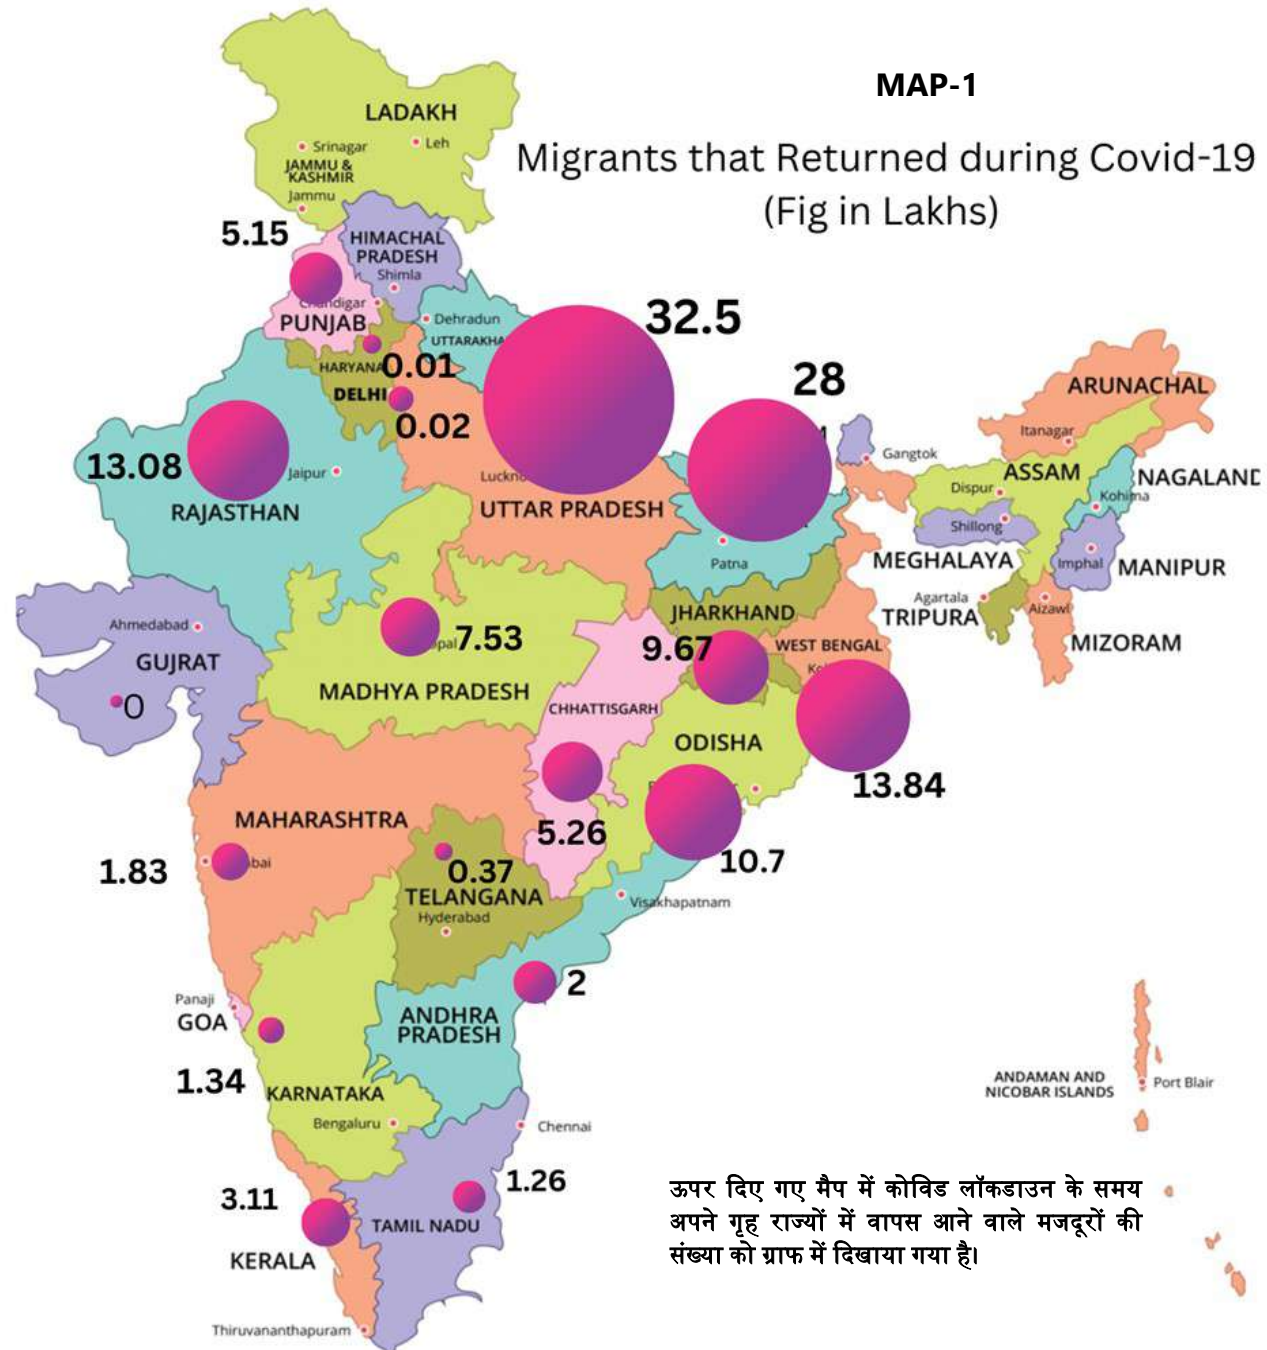 MAP-1
Migrants that Returned during Covid-19
(Fig in Lakhs)
LADAKH
Srinagar
Leh
JAMMU &
KASHMIR
Jammu
5.15
HIMACHAL
PRADESH
Shimla
PUNJAB
Dehradun
32.5
HARYANA
0.01
DELHI
0.02
28
13.08
Jaipur
RAJASTHAN
UTTAR PRADESH
Patna
Gangtok
ARUNACHAL
Itanagar
ASSAM
Dispur
NAGALAND
Kohima
Shillong
MEGHALAYA
Imphal
MANIPUR
Agartala
TRIPURA
Aizawl
MIZORAM
Ahmedabad
GUJRAT
0
7.53
MADHYA PRADESH
JHARKHAND
9.67
WEST BENGAL
CHHATTISGARH
ODISHA
13.84
MAHARASHTRA
5.26
10.7
1.83
0.37
TELANGANA
Hyderabad
Visakhapatnam
2
Panaji
GOA
ANDHRA
PRADESH
1.34
KARNATAKA
Bengaluru
Chennai
ANDAMAN AND
NICOBAR ISLANDS
Port Blair
1.26
3.11
TAMIL NADU
KERALA
Thiruvananthapuram
ऊपर दिए गए मैप में कोविड लॉकडाउन के समय
अपने गृह राज्यों में वापस आने वाले मजदूरों की
संख्या को ग्राफ में दिखाया गया है।